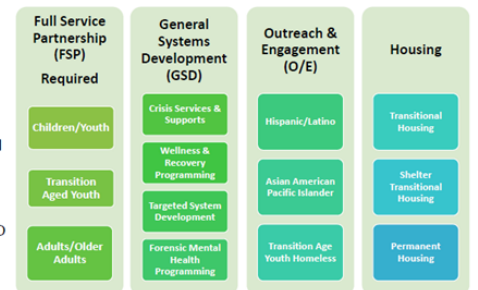 Full Service
Partnership
(FSP)
Required
Children/Youth
Transition
Aged Youth
Adults/Older
Adults
General
Systems
Development
(GSD)
Crisis Services &
Supports
Wellness &
Recovery
Programming
Targeted System
Development
Forensic Mental
Health
Programming
Outreach &
Engagement
(O/E)
Hispanic/Latino
Asian American
Pacific Islander
Transition Age
Youth Homeless
Housing
Transitional
Housing
Shelter
Transitional
Housing
Permanent
Housing